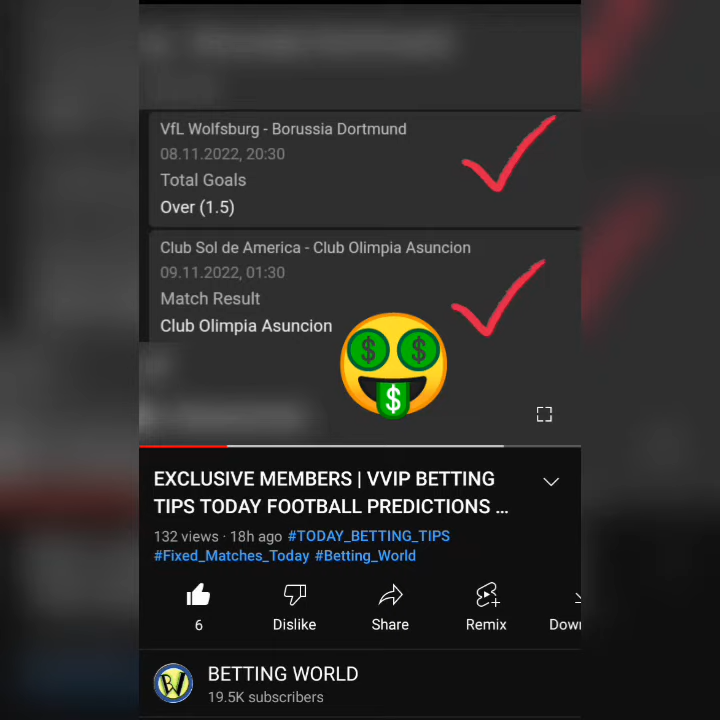 VfL Wolfsburg - Borussia Dortmund
08.11.2022, 20:30
Total Goals
Over (1.5)
Club Sol de America - Club Olimpia Asuncion
09.11.2022, 01:30
Match Result
Club Olimpia Asuncion
EXCLUSIVE MEMBERS | VVIP BETTING
TIPS TODAY FOOTBALL PREDICTIONS ...
132 views · 18h ago #TODAY_BETTING_TIPS
#Fixed_Matches_Today #Betting_World
6 Dislike Share Remix Down
BW BETTING WORLD
19.5K subscribers